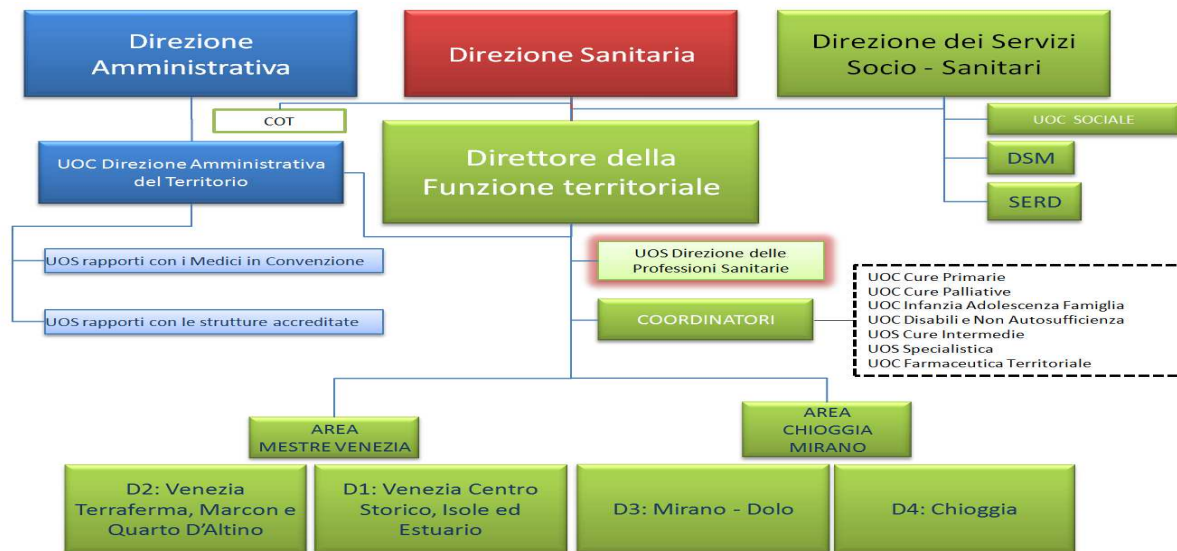 Direzione
Amministrativa
Direzione Sanitaria
Direzione dei Servizi
Socio - Sanitari
COT
UOC SOCIALE
UOC Direzione Amministrativa
del Territorio
Direttore della
Funzione territoriale
DSM
SERD
UOS rapporti con i Medici in Convenzione
UOS Direzione delle
Professioni Sanitarie
UOS rapporti con le strutture accreditate
COORDINATORI
UOC Cure Primarie
UOC Cure Palliative
UOC Infanzia Adolescenza Famiglia
UOC Disabili e Non Autosufficienza
UOS Cure Intermedie
UOS Specialistica
UOC Farmaceutica Territoriale
AREA
MESTRE VENEZIA
AREA
CHIOGGIA
MIRANO
D2: Venezia
Terraferma, Marcon e
Quarto D'Altino
D1: Venezia Centro
Storico, Isole ed
Estuario
D3: Mirano - Dolo
D4: Chioggia